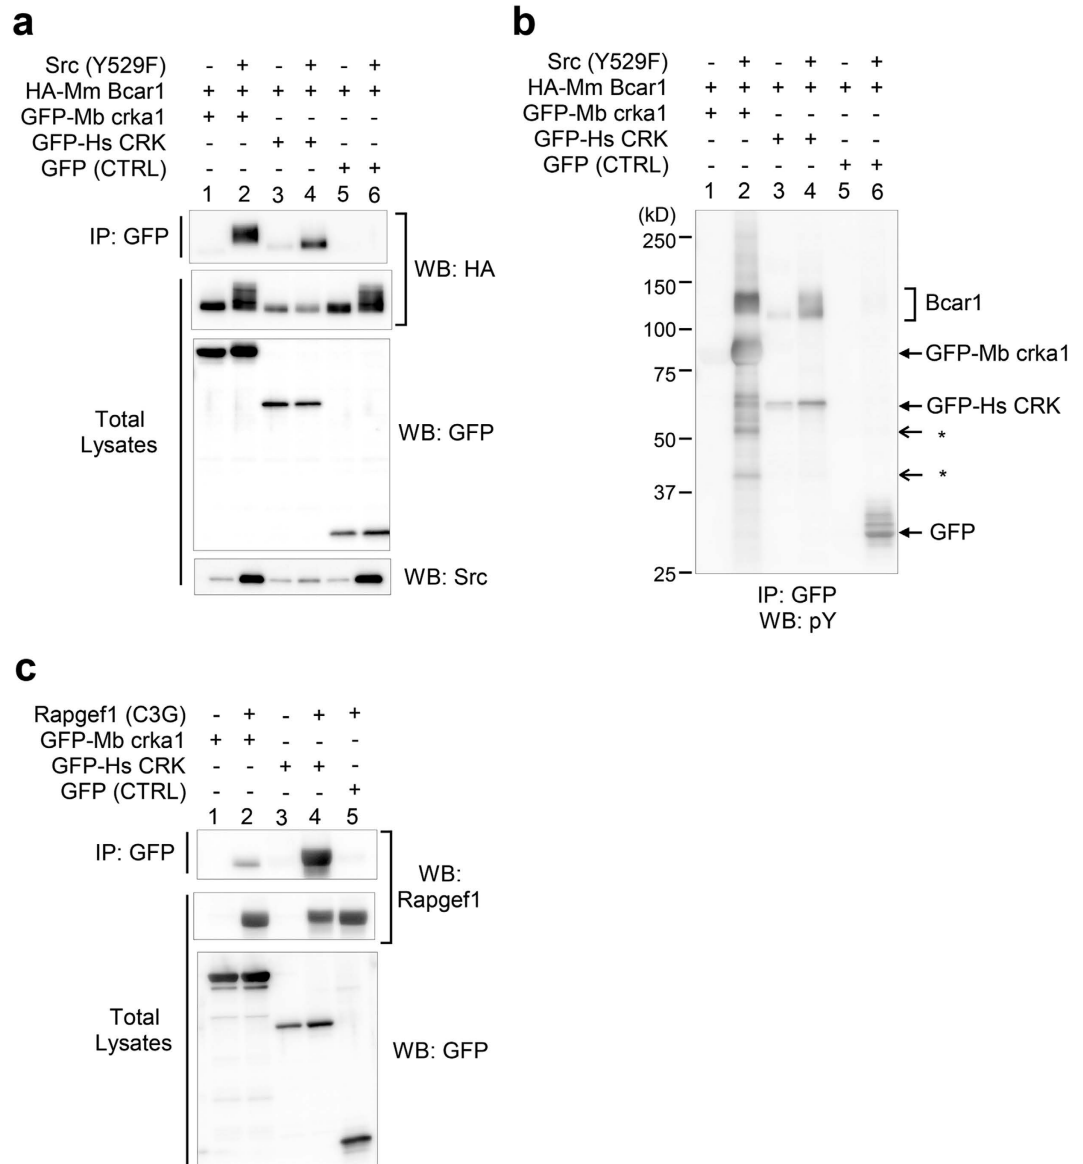 a
Src (Y529F) - + - + - +
HA-Mm Bcar1 + + + + + +
GFP-Mb crka1 + + - - - -
GFP-Hs CRK - - + + - -
GFP (CTRL) - - - - + +
1 2 3 4 5 6
IP: GFP
WB: HA
Total
Lysates
WB: GFP
WB: Src
b
Src (Y529F) - + - + - +
HA-Mm Bcar1 + + + + + +
GFP-Mb crka1 + + - - - -
GFP-Hs CRK - - + + - -
GFP (CTRL) - - - - + +
1 2 3 4 5 6
(kD)
250
150
Bcar1
100
GFP-Mb crka1
75
GFP-Hs CRK
*
50
*
37
GFP
25
IP: GFP
WB: pY
c
Rapgef1 (C3G) - + - + +
GFP-Mb crka1 + + - - -
GFP-Hs CRK - - + + -
GFP (CTRL) - - - - +
1 2 3 4 5
IP: GFP
WB:
Rapgef1
Total
Lysates
WB: GFP